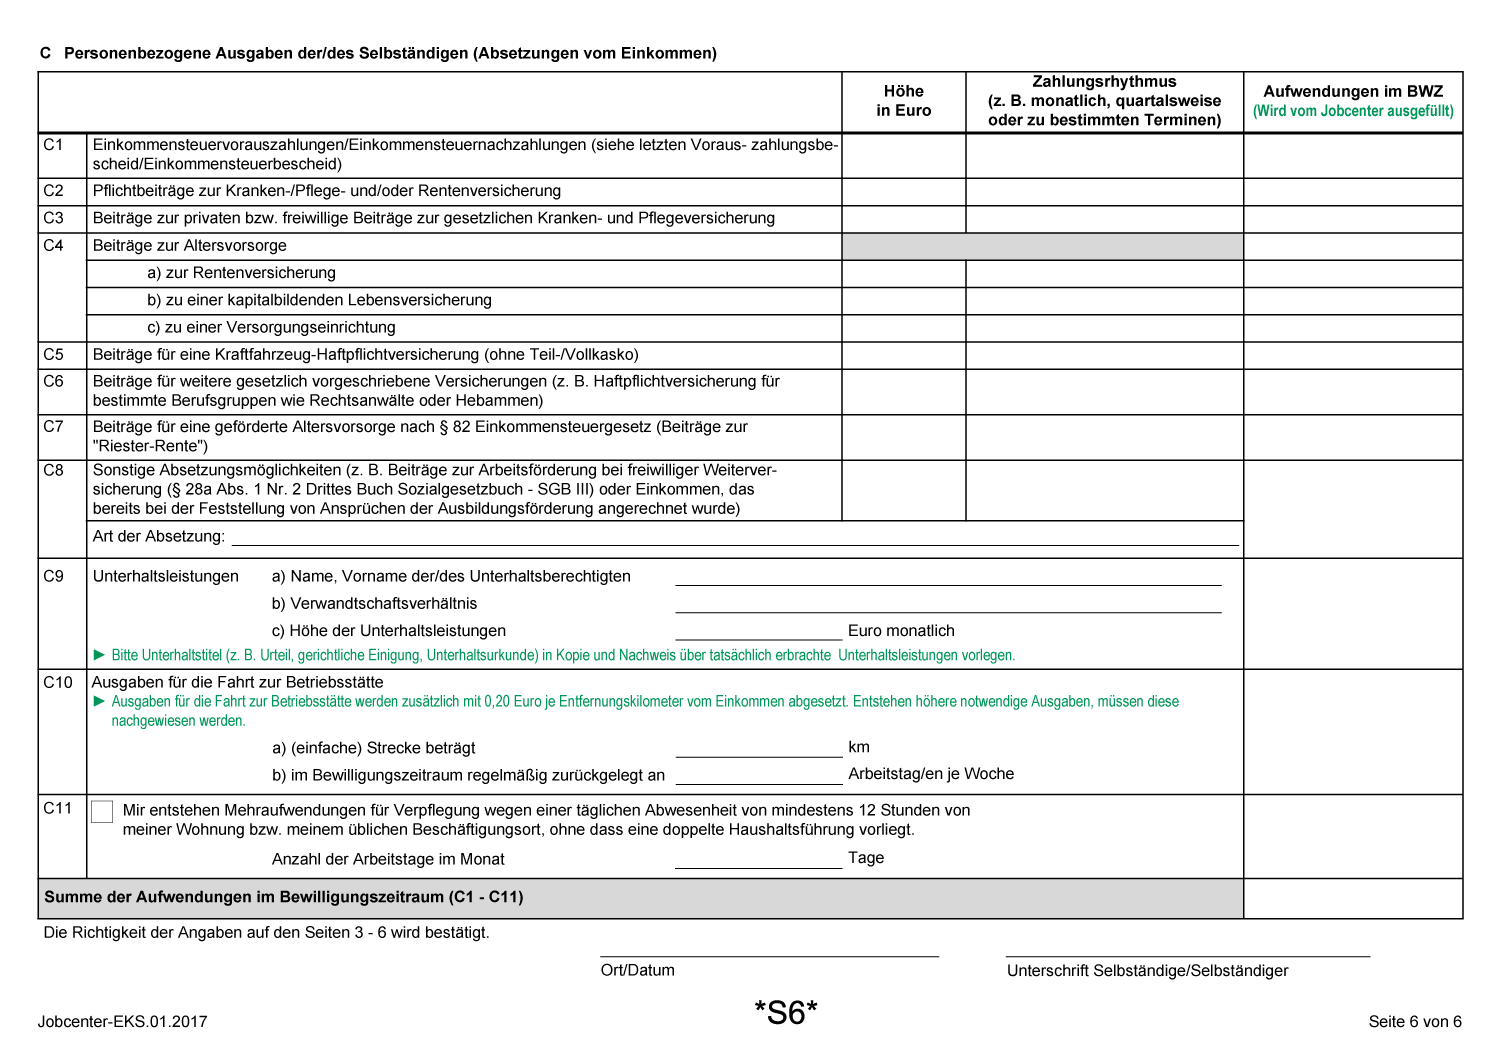 C Personenbezogene Ausgaben der/des Selbständigen (Absetzungen vom Einkommen)
Höhe
in Euro
Zahlungsrhythmus
(z. B. monatlich, quartalsweise
oder zu bestimmten Terminen)
Aufwendungen im BWZ
(Wird vom Jobcenter ausgefüllt)
C1 Einkommensteuervorauszahlungen/Einkommensteuernachzahlungen (siehe letzten Voraus- zahlungsbe-
scheid/Einkommensteuerbescheid)
C2 Pflichtbeiträge zur Kranken-/Pflege- und/oder Rentenversicherung
C3 Beiträge zur privaten bzw. freiwillige Beiträge zur gesetzlichen Kranken- und Pflegeversicherung
C4 Beiträge zur Altersvorsorge
a) zur Rentenversicherung
b) zu einer kapitalbildenden Lebensversicherung
c) zu einer Versorgungseinrichtung
C5 Beiträge für eine Kraftfahrzeug-Haftpflichtversicherung (ohne Teil-/Vollkasko)
C6 Beiträge für weitere gesetzlich vorgeschriebene Versicherungen (z. B. Haftpflichtversicherung für
bestimmte Berufsgruppen wie Rechtsanwälte oder Hebammen)
C7 Beiträge für eine geförderte Altersvorsorge nach § 82 Einkommensteuergesetz (Beiträge zur
"Riester-Rente")
C8 Sonstige Absetzungsmöglichkeiten (z. B. Beiträge zur Arbeitsförderung bei freiwilliger Weiterver-
sicherung (§ 28a Abs. 1 Nr. 2 Drittes Buch Sozialgesetzbuch - SGB III) oder Einkommen, das
bereits bei der Feststellung von Ansprüchen der Ausbildungsförderung angerechnet wurde)
Art der Absetzung:
C9 Unterhaltsleistungen a) Name, Vorname der/des Unterhaltsberechtigten
b) Verwandtschaftsverhältnis
c) Höhe der Unterhaltsleistungen Euro monatlich
► Bitte Unterhaltstitel (z. B. Urteil, gerichtliche Einigung, Unterhaltsurkunde) in Kopie und Nachweis über tatsächlich erbrachte Unterhaltsleistungen vorlegen.
C10 Ausgaben für die Fahrt zur Betriebsstätte
► Ausgaben für die Fahrt zur Betriebsstätte werden zusätzlich mit 0,20 Euro je Entfernungskilometer vom Einkommen abgesetzt. Entstehen höhere notwendige Ausgaben, müssen diese
nachgewiesen werden.
a) (einfache) Strecke beträgt km
b) im Bewilligungszeitraum regelmäßig zurückgelegt an Arbeitstag/en je Woche
C11 Mir entstehen Mehraufwendungen für Verpflegung wegen einer täglichen Abwesenheit von mindestens 12 Stunden von
meiner Wohnung bzw. meinem üblichen Beschäftigungsort, ohne dass eine doppelte Haushaltsführung vorliegt.
Anzahl der Arbeitstage im Monat Tage
Summe der Aufwendungen im Bewilligungszeitraum (C1 - C11)
Die Richtigkeit der Angaben auf den Seiten 3 - 6 wird bestätigt.
Ort/Datum Unterschrift Selbständige/Selbständiger
Jobcenter-EKS.01.2017 *S6* Seite 6 von 6